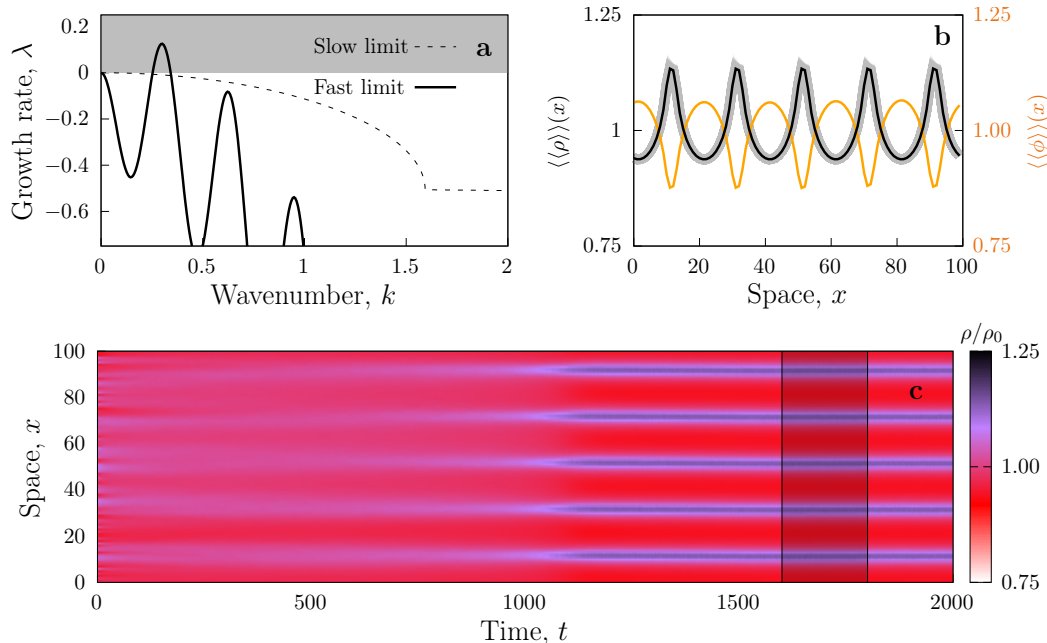 0.2
0
−0.2
−0.4
−0.6
Growth rate, λ
Slow limit
Fast limit
a
0
0.5
1
1.5
2
Wavenumber, k
1.25
1
0.75
⟨⟨ρ⟩⟩(x)
b
1.25
1.00
0.75
⟨⟨ϕ⟩⟩(x)
0
20
40
60
80
100
Space, x
100
80
60
40
20
0
Space, x
c
0
500
1000
1500
2000
Time, t
ρ/ρ0
1.25
1.00
0.75